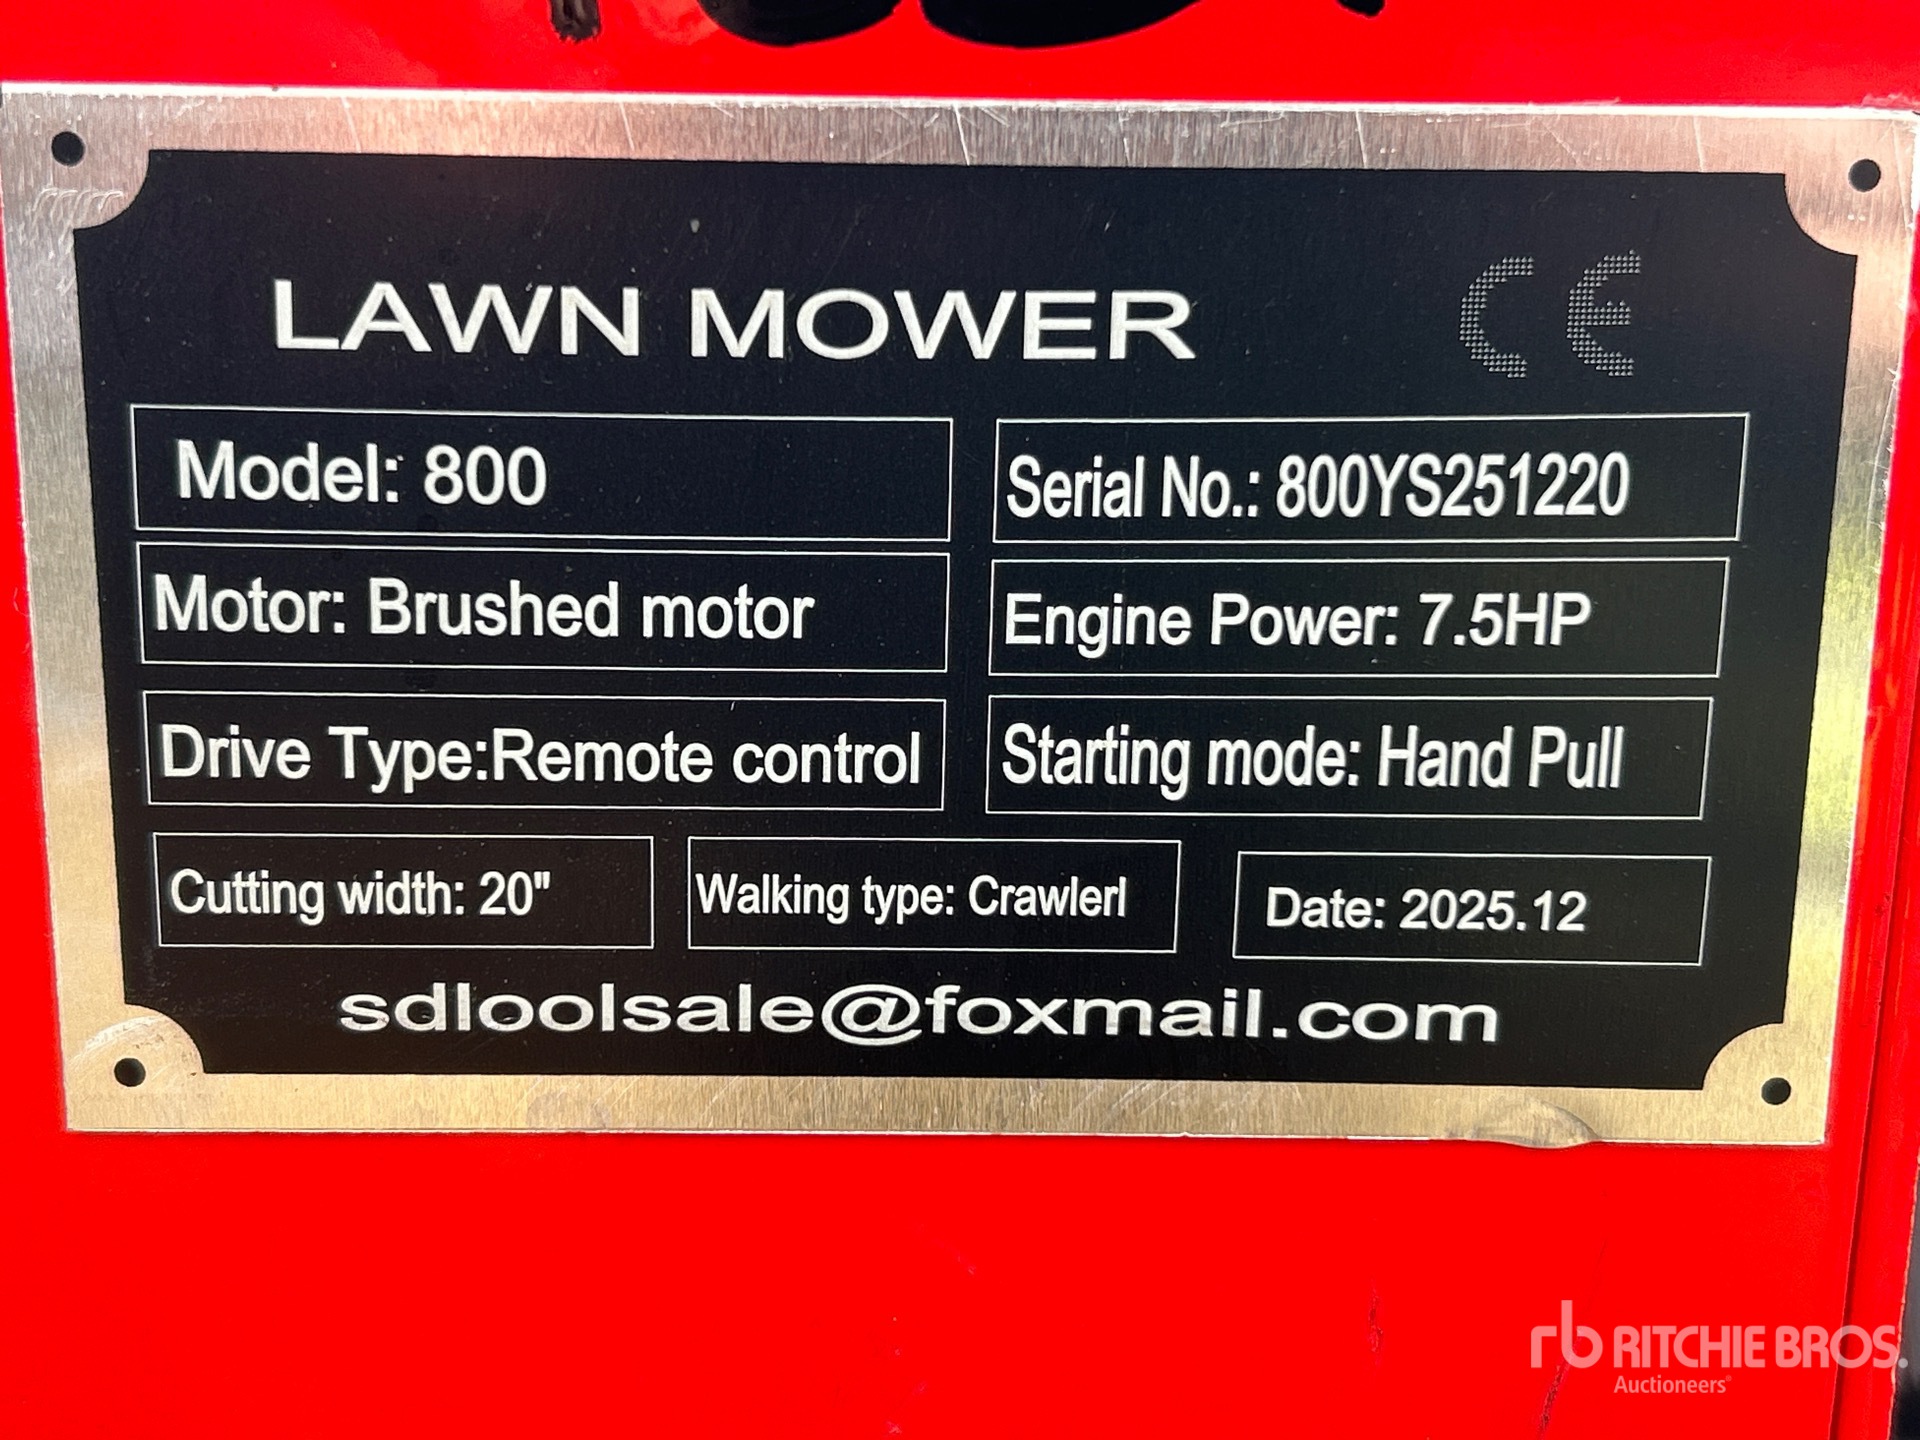 LAWN MOWER CE
Model: 800
Serial No.: 800YS251220
Motor: Brushed motor
Engine Power: 7.5HP
Drive Type:Remote control
Starting mode: Hand Pull
Cutting width: 20"
Walking type: Crawlerl
Date: 2025.12
sdloolsale@foxmail.com
rb RITCHIE BROS.
Auctioneers